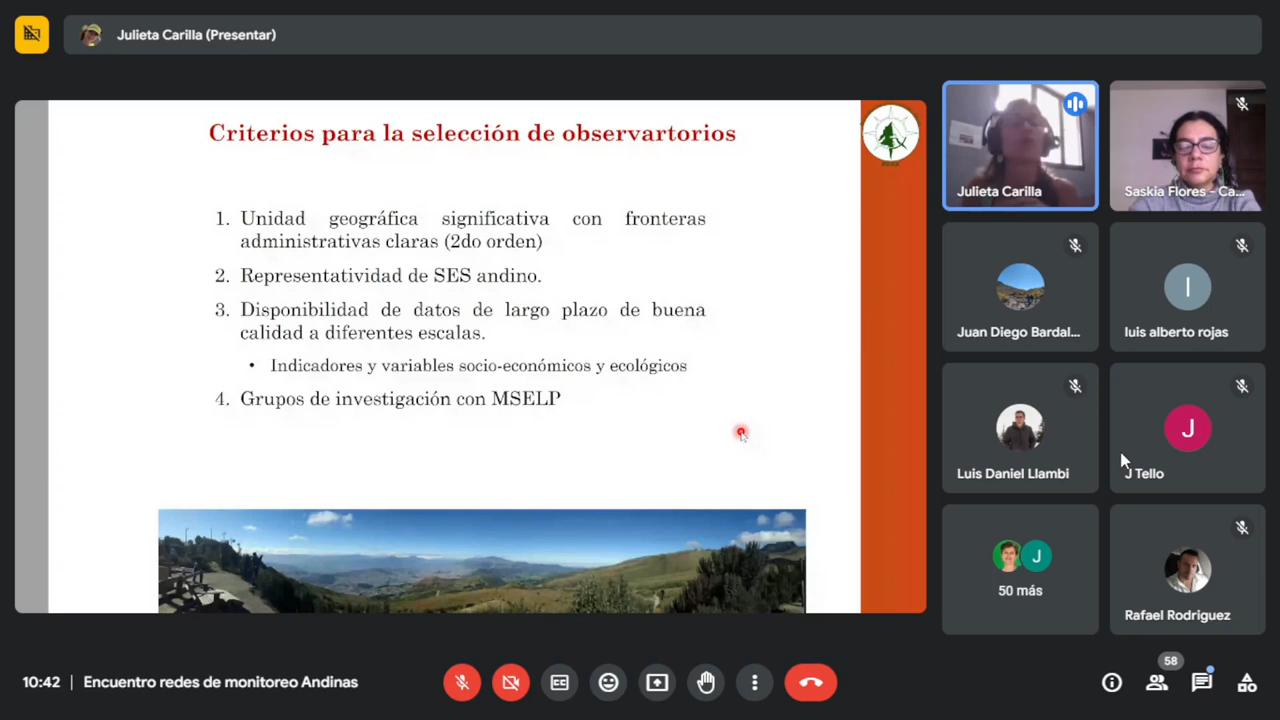 Julieta Carilla (Presentar)
Criterios para la selección de observartorios
1. Unidad geográfica significativa con fronteras
administrativas claras (2do orden)
2. Representatividad de SES andino.
3. Disponibilidad de datos de largo plazo de buena
calidad a diferentes escalas.
• Indicadores y variables socio-económicos y ecológicos
4. Grupos de investigación con MSELP
Julieta Carilla
Saskia Flores - Ca...
Juan Diego Bardal...
I
luis alberto rojas
Luis Daniel Llambi
J
J Tello
J
50 más
Rafael Rodriguez
10:42 | Encuentro redes de monitoreo Andinas
58